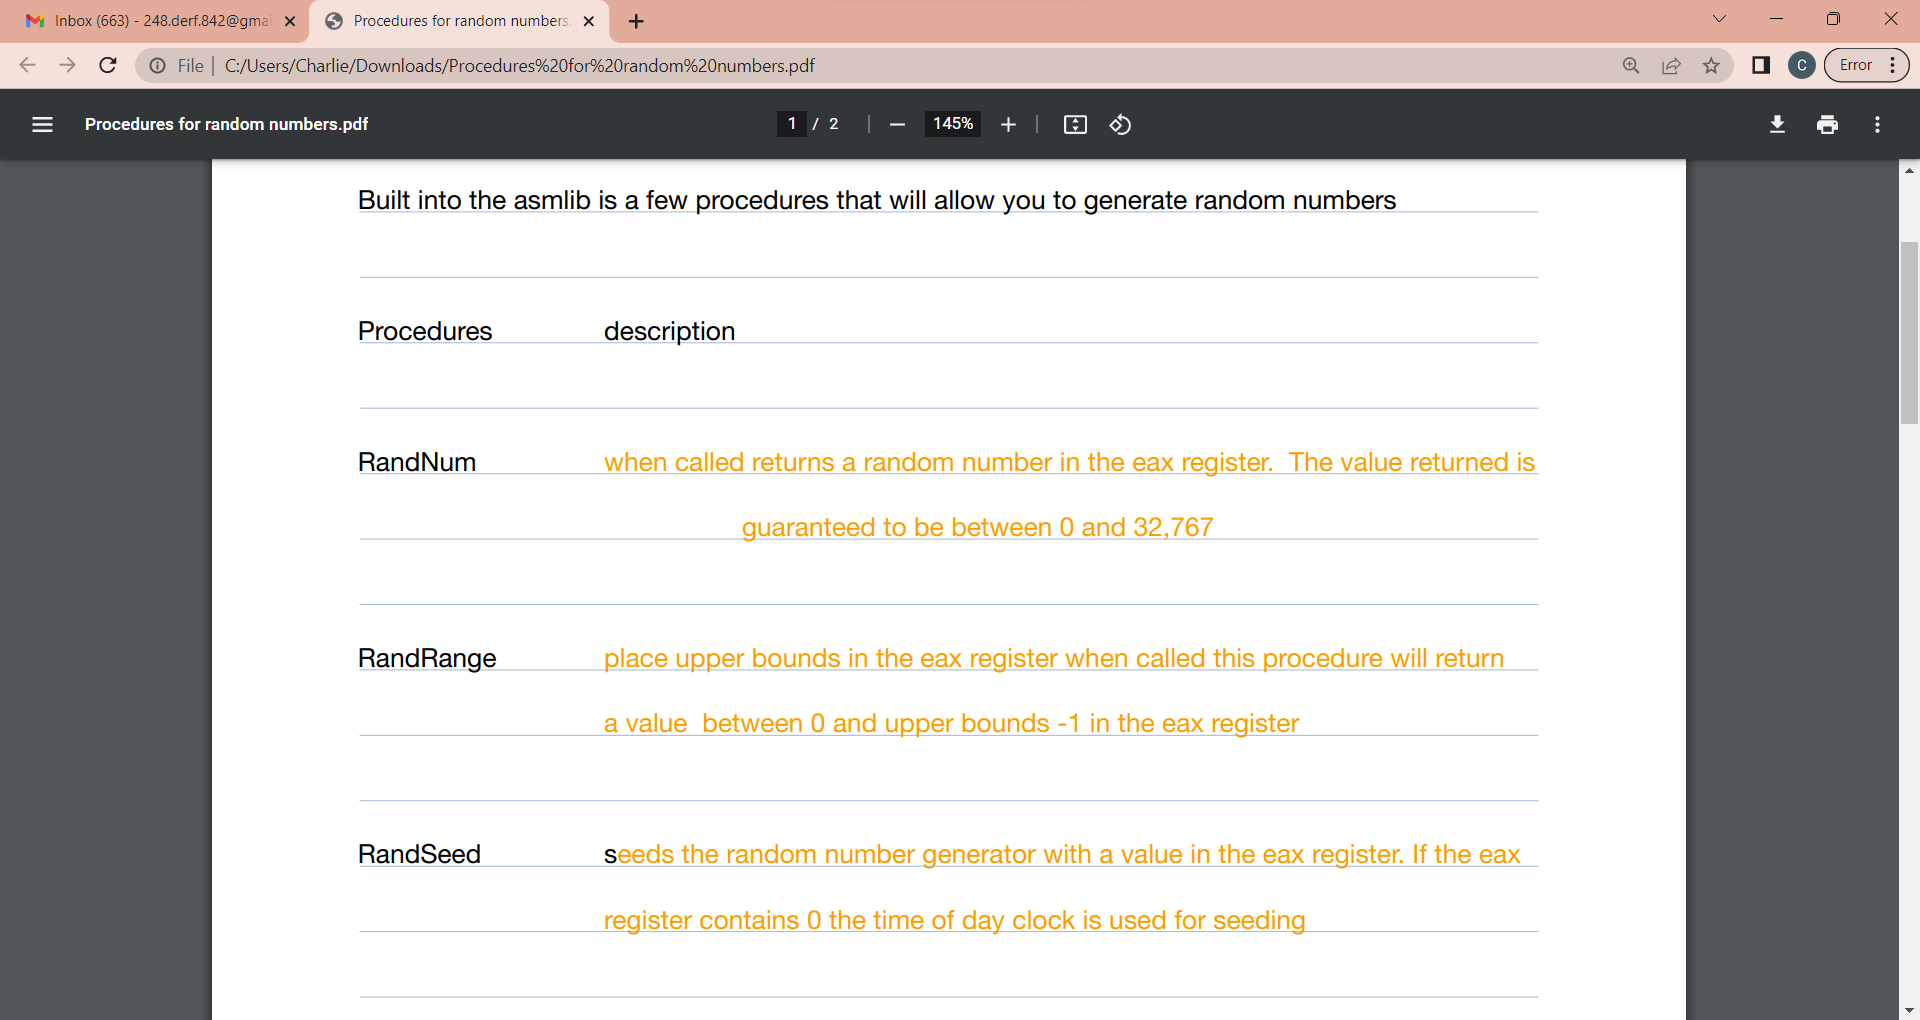 Inbox (663) - 248.derf.842@gmai
Procedures for random numbers.
File
C:/Users/Charlie/Downloads/Procedures%20for%20random%20numbers.pdf
C
Error
Procedures for random numbers.pdf
1 / 2
145%
Built into the asmlib is a few procedures that will allow you to generate random numbers
Procedures description
RandNum when called returns a random number in the eax register.  The value returned is
guaranteed to be between 0 and 32,767
RandRange place upper bounds in the eax register when called this procedure will return
a value  between 0 and upper bounds -1 in the eax register
RandSeed seeds the random number generator with a value in the eax register. If the eax
register contains 0 the time of day clock is used for seeding